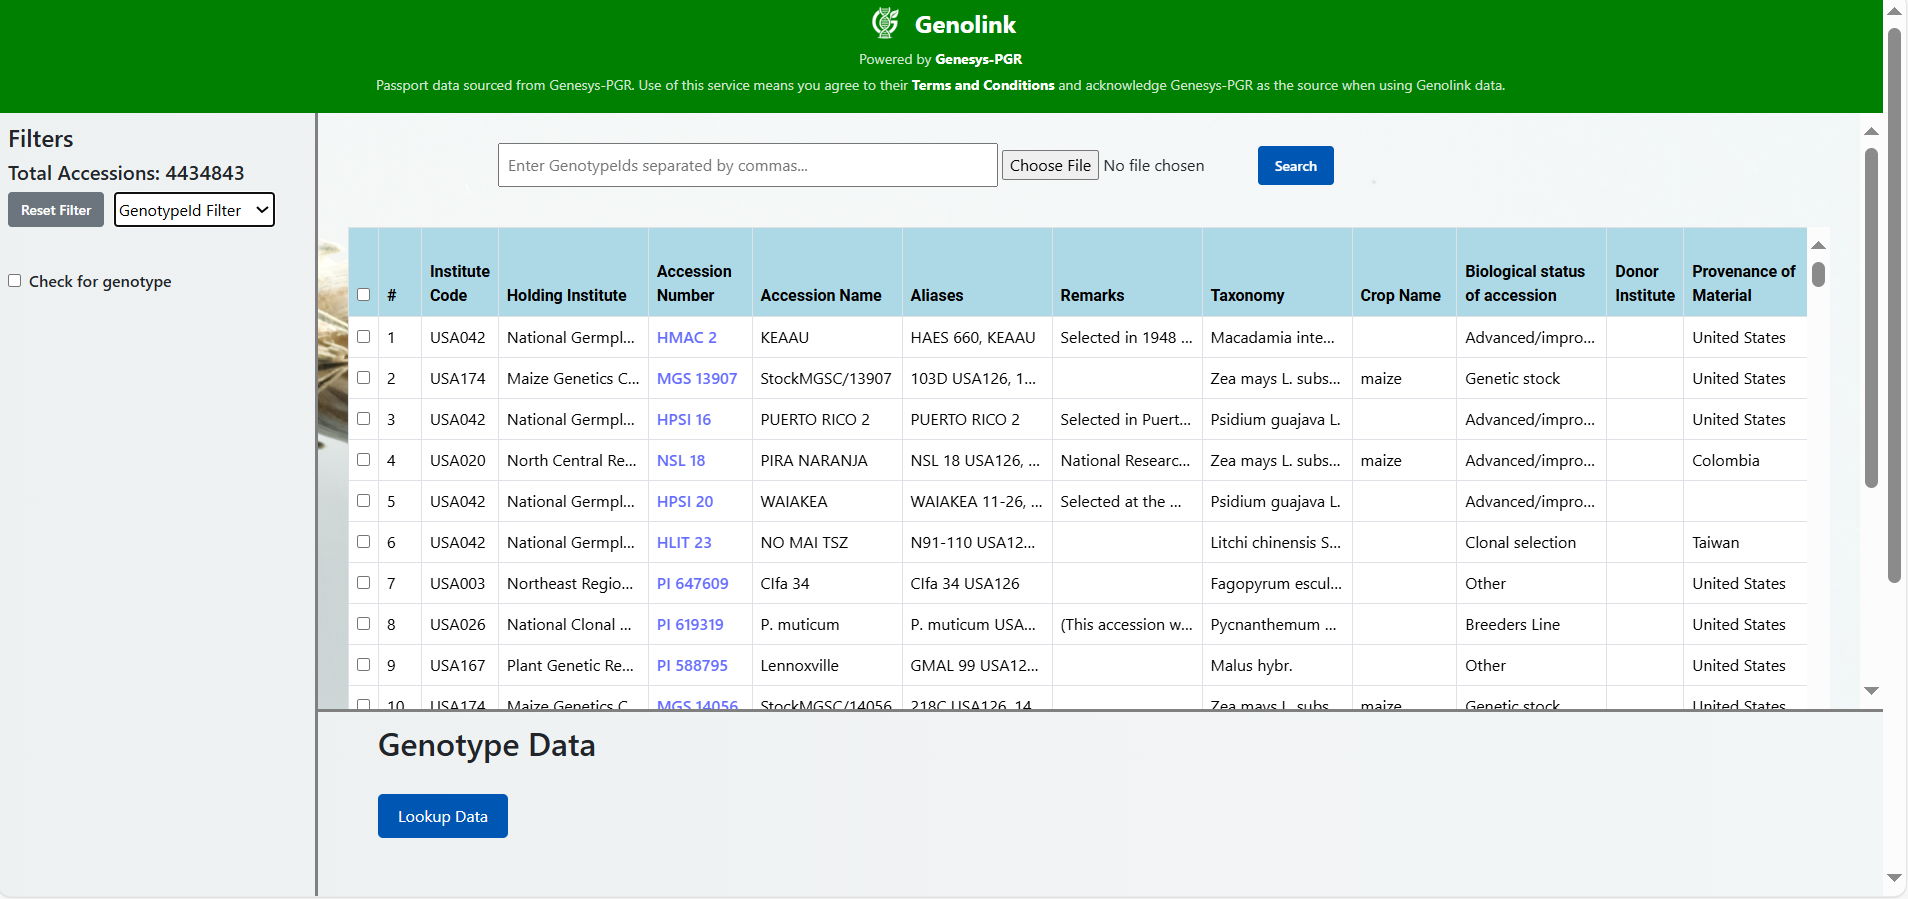 Genolink
Powered by Genesys-PGR
Passport data sourced from Genesys-PGR. Use of this service means you agree to their Terms and Conditions and acknowledge Genesys-PGR as the source when using Genolink data.
Filters
Total Accessions: 4434843
Reset Filter GenotypeId Filter
Check for genotype
Enter GenotypeIds separated by commas... Choose File No file chosen Search
# Institute Code Holding Institute Accession Number Accession Name Aliases Remarks Taxonomy Crop Name Biological status of accession Donor Institute Provenance of Material
1 USA042 National Germpl... HMAC 2 KEAAU HAES 660, KEAAU Selected in 1948 ... Macadamia inte... Advanced/impro... United States
2 USA174 Maize Genetics C... MGS 13907 StockMGSC/13907 103D USA126, 1... Zea mays L. subs... maize Genetic stock United States
3 USA042 National Germpl... HPSI 16 PUERTO RICO 2 PUERTO RICO 2 Selected in Puert... Psidium guajava L. Advanced/impro... United States
4 USA020 North Central Re... NSL 18 PIRA NARANJA NSL 18 USA126, ... National Researc... Zea mays L. subs... maize Advanced/impro... Colombia
5 USA042 National Germpl... HPSI 20 WAIAKEA WAIAKEA 11-26, ... Selected at the ... Psidium guajava L. Advanced/impro...
6 USA042 National Germpl... HLIT 23 NO MAI TSZ N91-110 USA12... Litchi chinensis S... Clonal selection Taiwan
7 USA003 Northeast Regio... PI 647609 CIfa 34 CIfa 34 USA126 Fagopyrum escul... Other United States
8 USA026 National Clonal ... PI 619319 P. muticum P. muticum USA... (This accession w... Pycnanthemum ... Breeders Line United States
9 USA167 Plant Genetic Re... PI 588795 Lennoxville GMAL 99 USA12... Malus hybr. Other United States
10 USA174 Maize Genetics C... MGS 14056 StockMGSC/14056 218C USA126, 14... Zea mays L. subs... maize Genetic stock United States
Genotype Data
Lookup Data